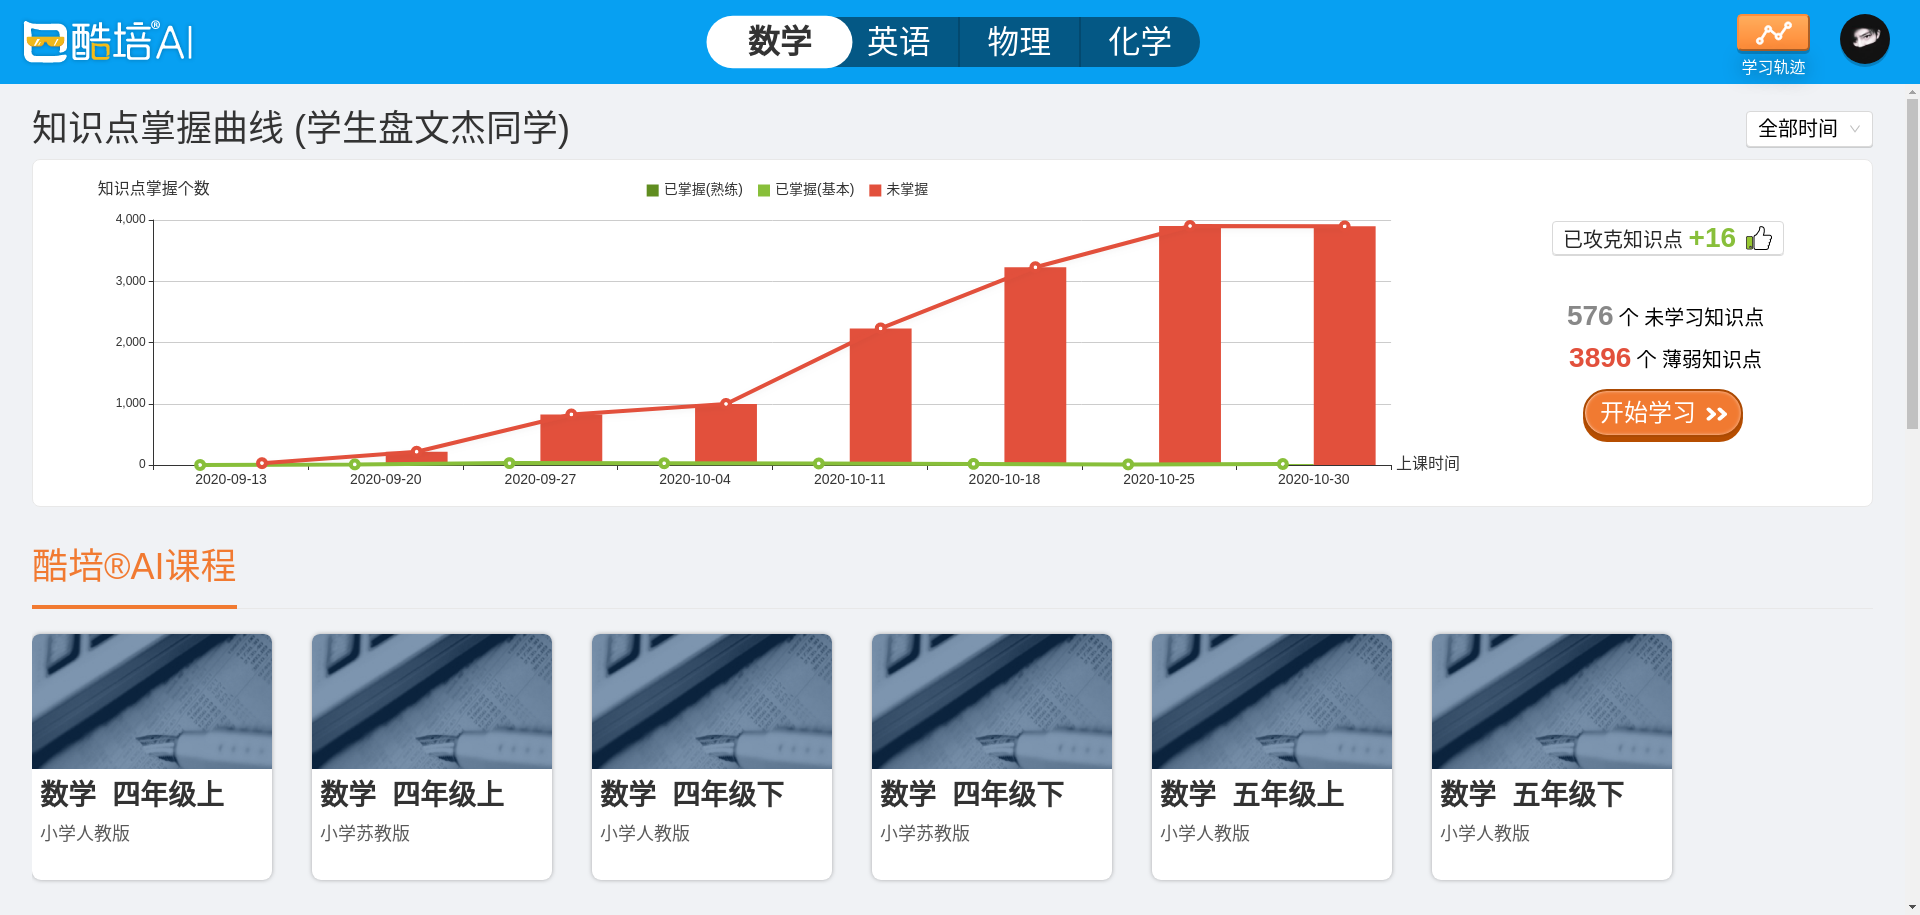 酷培®AI
数学 英语 物理 化学
学习轨迹
知识点掌握曲线 (学生盘文杰同学)
全部时间
知识点掌握个数
已掌握(熟练) 已掌握(基本) 未掌握
4,000
3,000
2,000
1,000
0
2020-09-13 2020-09-20 2020-09-27 2020-10-04 2020-10-11 2020-10-18 2020-10-25 2020-10-30
上课时间
已攻克知识点 +16
576 个 未学习知识点
3896 个 薄弱知识点
开始学习
酷培®AI课程
数学 四年级上
小学人教版
数学 四年级上
小学苏教版
数学 四年级下
小学人教版
数学 四年级下
小学苏教版
数学 五年级上
小学人教版
数学 五年级下
小学人教版